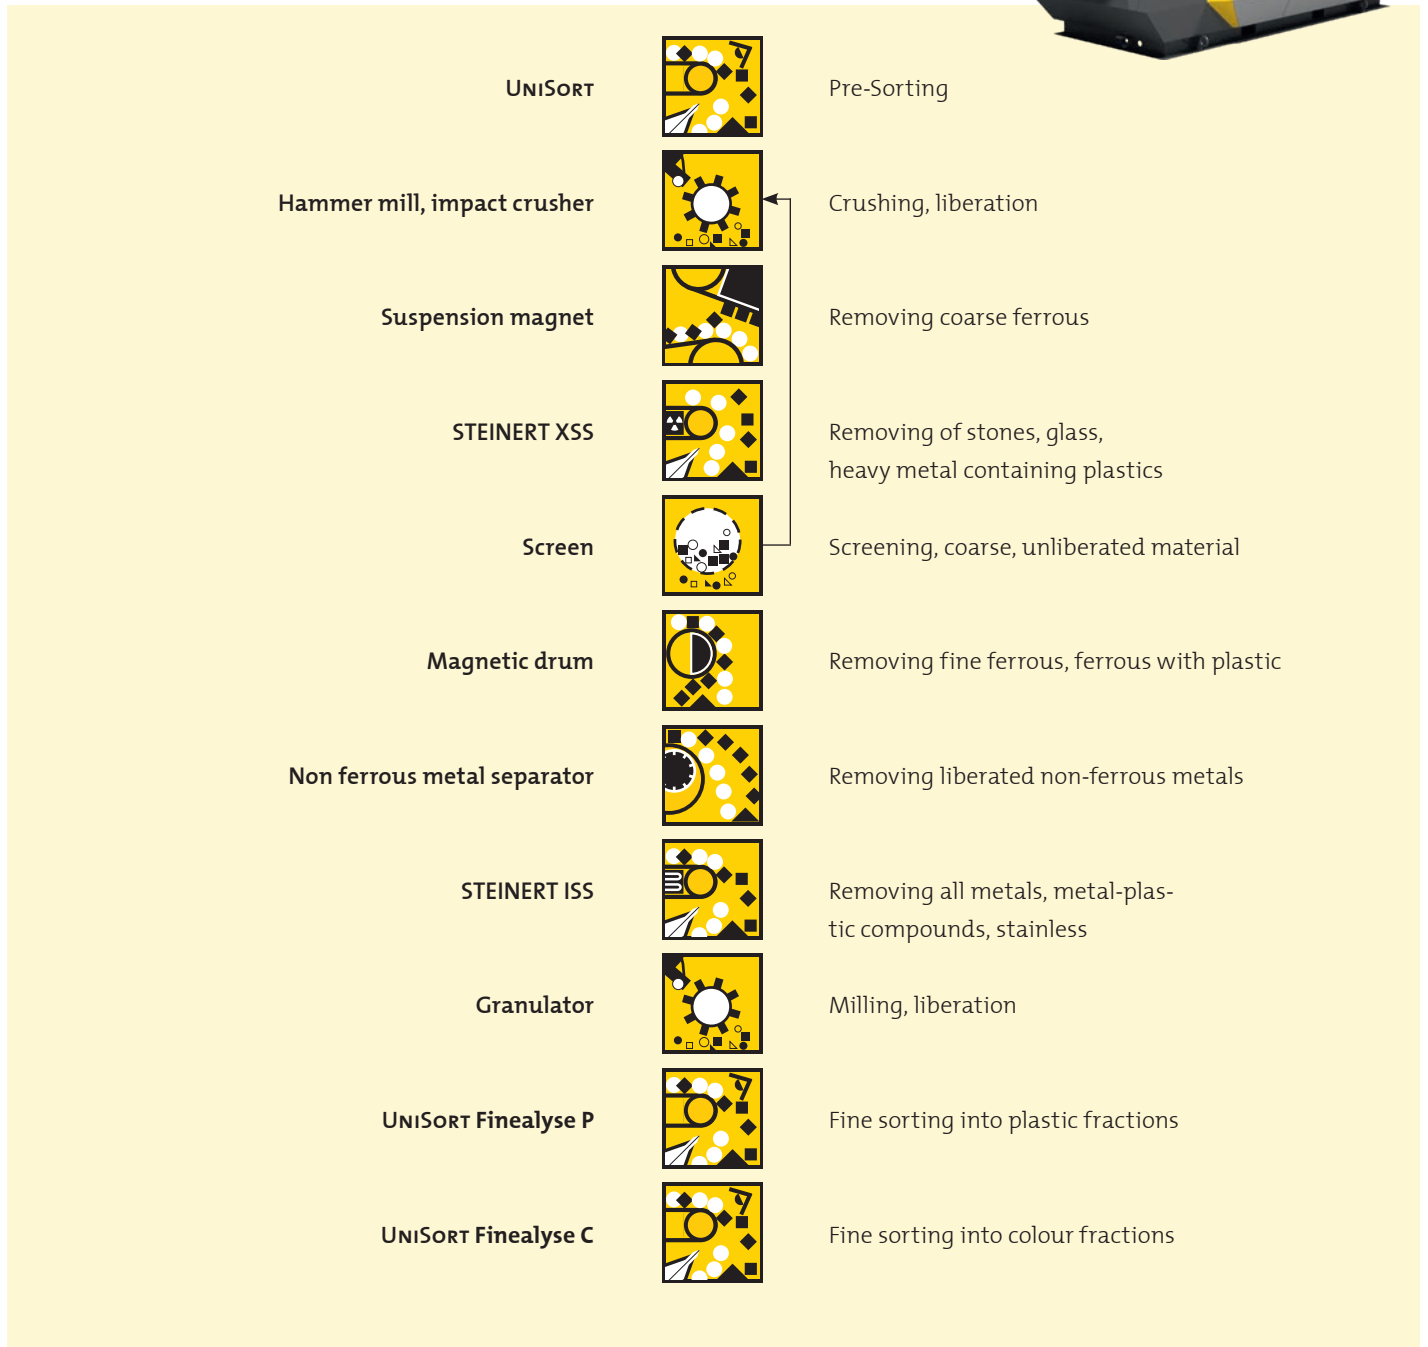 UniSort
Pre-Sorting
Hammer mill, impact crusher
Crushing, liberation
Suspension magnet
Removing coarse ferrous
STEINERT XSS
Removing of stones, glass,
heavy metal containing plastics
Screen
Screening, coarse, unliberated material
Magnetic drum
Removing fine ferrous, ferrous with plastic
Non ferrous metal separator
Removing liberated non-ferrous metals
STEINERT ISS
Removing all metals, metal-plas-
tic compounds, stainless
Granulator
Milling, liberation
UniSort Finealyse P
Fine sorting into plastic fractions
UniSort Finealyse C
Fine sorting into colour fractions